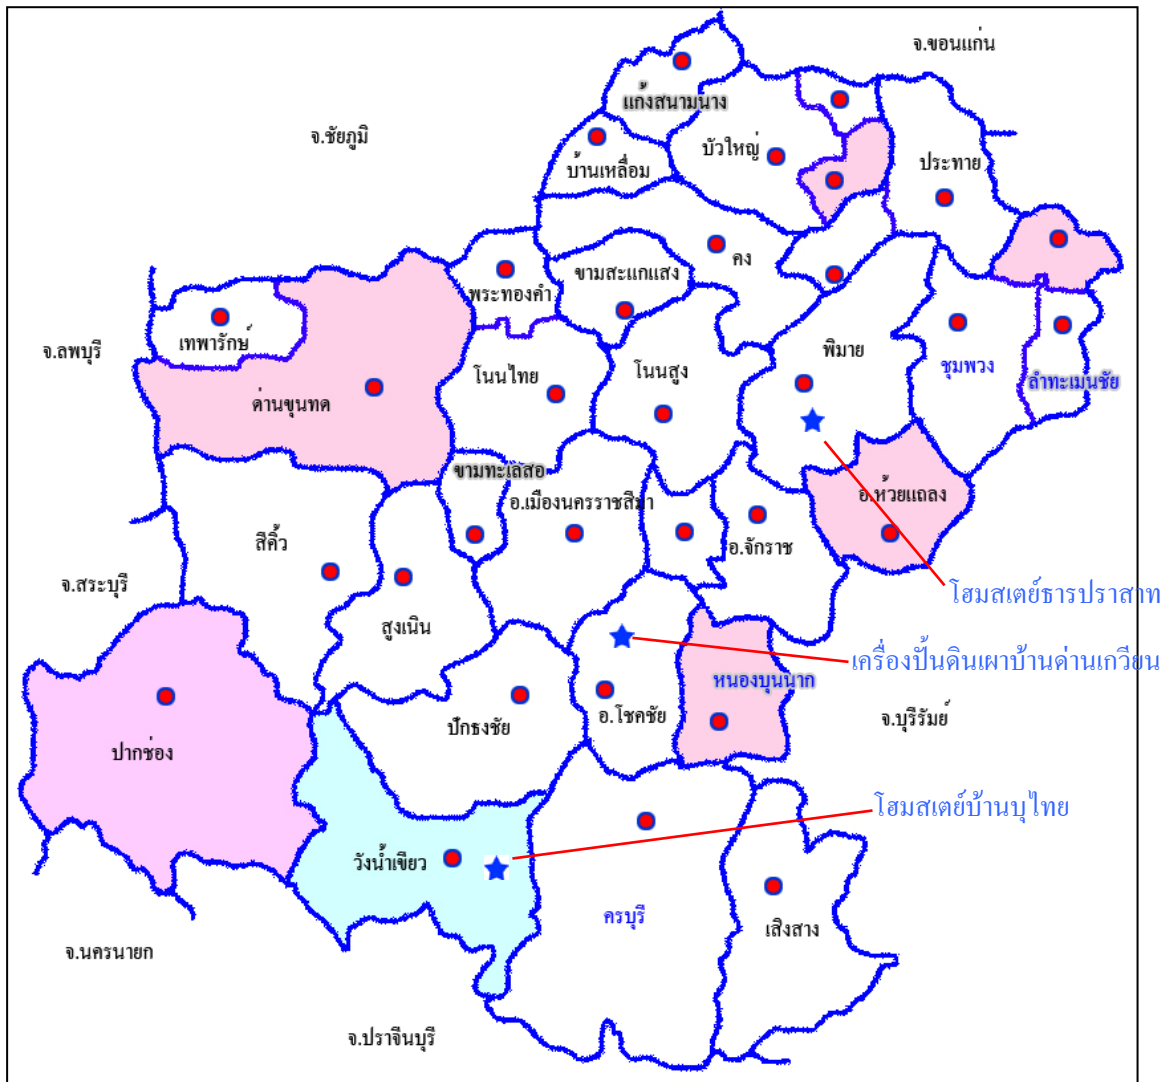 จ.ขอนแก่น
แก้งสนามนาง
จ.ชัยภูมิ
บัวใหญ่
บ้านเหลื่อม
ประทาย
คง
ขามสะแกแสง
พระทองคำ
เทพารักษ์
จ.ลพบุรี
พิมาย
ชุมพวง
โนนไทย
โนนสูง
ลำทะเมนชัย
ด่านขุนทด
ขามทะเลสอ
อ.เมืองนครราชสีมา
อ.ห้วยแถลง
สีคิ้ว
อ.จักราช
จ.สระบุรี
โฮมสเตย์ธารปราสาท
สูงเนิน
เครื่องปั้นดินเผาบ้านด่านเกวียน
หนองบุนนาก
อ.โชคชัย
จ.บุรีรัมย์
ปักธงชัย
ปากช่อง
โฮมสเตย์บ้านบุไทย
วังน้ำเขียว
ครบุรี
เสิงสาง
จ.นครนายก
จ.ปราจีนบุรี